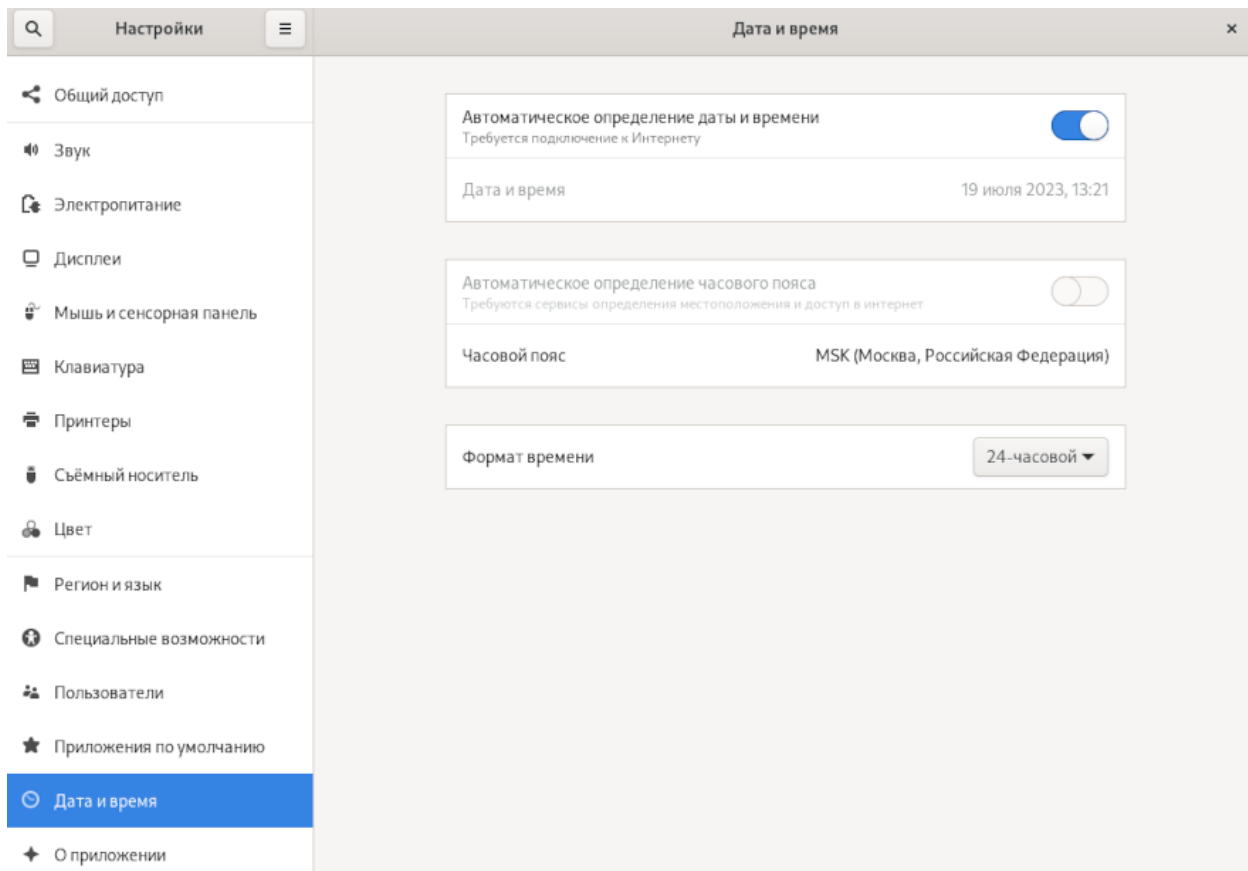 Настройки
Дата и время
Общий доступ
Звук
Электропитание
Дисплеи
Мышь и сенсорная панель
Клавиатура
Принтеры
Съёмный носитель
Цвет
Регион и язык
Специальные возможности
Пользователи
Приложения по умолчанию
Дата и время
О приложении
Автоматическое определение даты и времени
Требуется подключение к Интернету
Дата и время 19 июля 2023, 13:21
Автоматическое определение часового пояса
Требуются сервисы определения местоположения и доступ в интернет
Часовой пояс MSK (Москва, Российская Федерация)
Формат времени 24-часовой